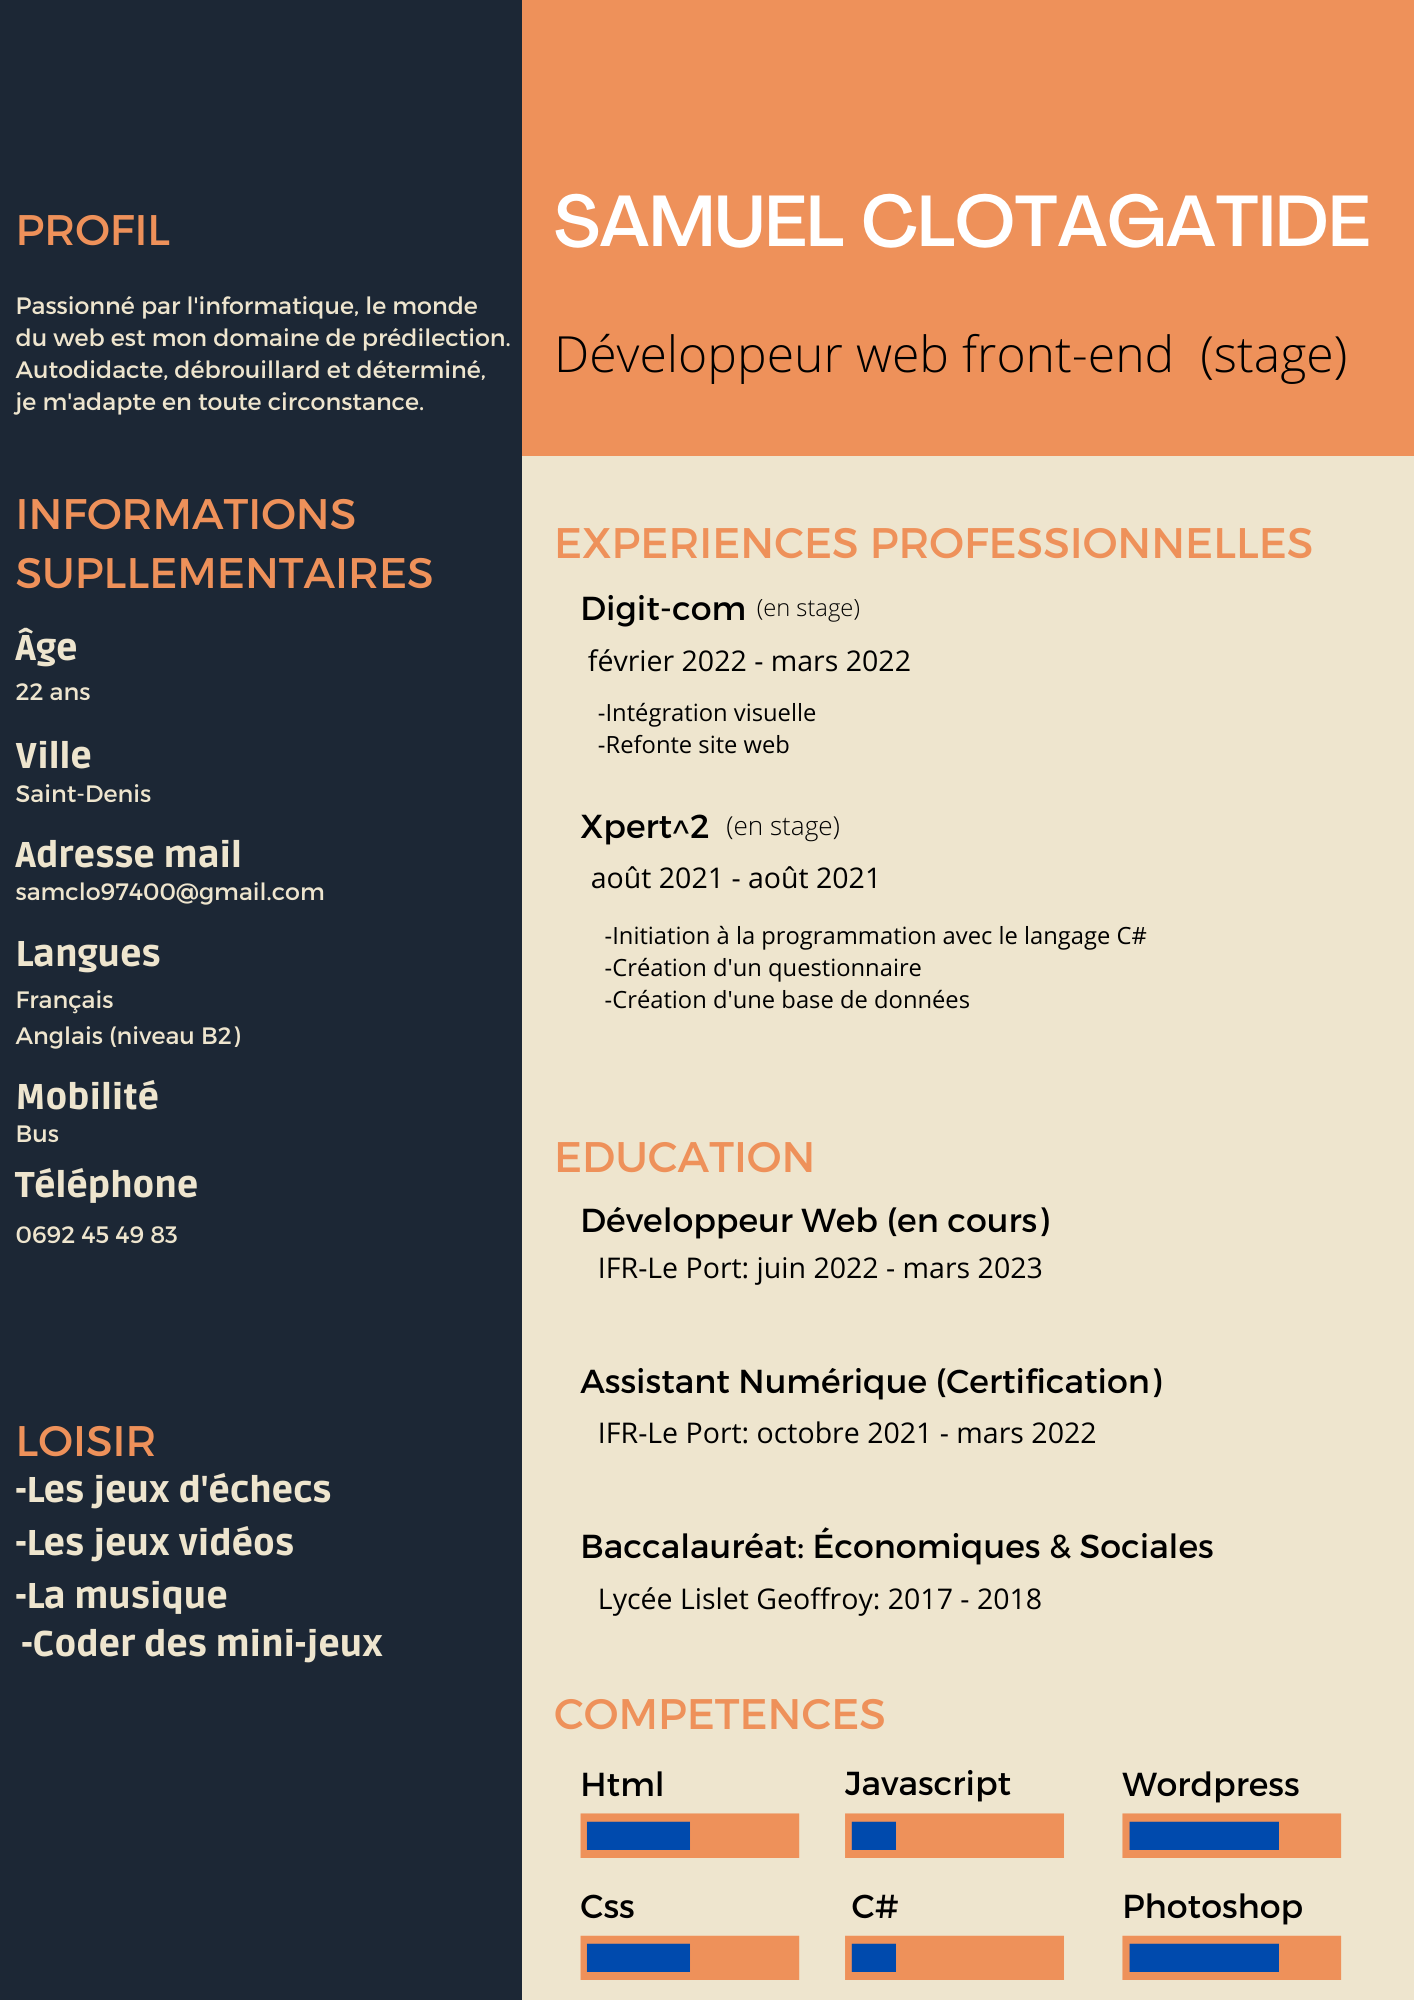 PROFIL
Passionné par l'informatique, le monde
du web est mon domaine de prédilection.
Autodidacte, débrouillard et déterminé,
je m'adapte en toute circonstance.
INFORMATIONS
SUPLLEMENTAIRES
Âge
22 ans
Ville
Saint-Denis
Adresse mail
samclo97400@gmail.com
Langues
Français
Anglais (niveau B2)
Mobilité
Bus
Téléphone
0692 45 49 83
LOISIR
-Les jeux d'échecs
-Les jeux vidéos
-La musique
-Coder des mini-jeux
SAMUEL CLOTAGATIDE
Développeur web front-end (stage)
EXPERIENCES PROFESSIONNELLES
Digit-com (en stage)
février 2022 - mars 2022
-Intégration visuelle
-Refonte site web
Xpert^2 (en stage)
août 2021 - août 2021
-Initiation à la programmation avec le langage C#
-Création d'un questionnaire
-Création d'une base de données
EDUCATION
Développeur Web (en cours)
IFR-Le Port: juin 2022 - mars 2023
Assistant Numérique (Certification)
IFR-Le Port: octobre 2021 - mars 2022
Baccalauréat: Économiques & Sociales
Lycée Lislet Geoffroy: 2017 - 2018
COMPETENCES
Html Javascript Wordpress
Css C# Photoshop